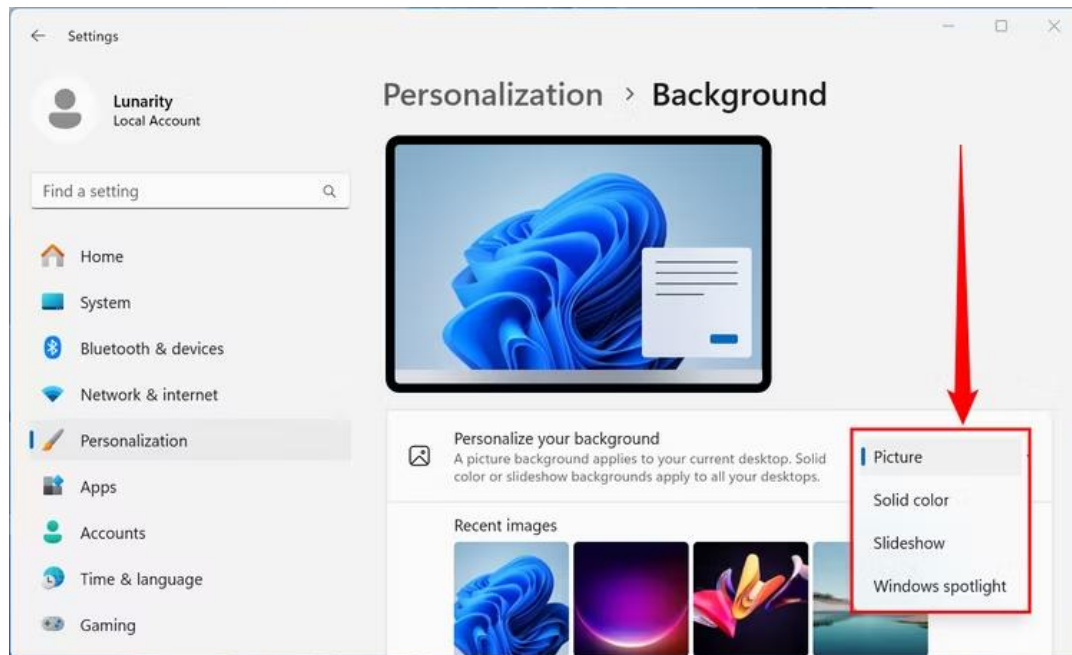 Settings
Lunarity
Local Account
Find a setting
Home
System
Bluetooth & devices
Network & internet
Personalization
Apps
Accounts
Time & language
Gaming
Personalization > Background
Personalize your background
A picture background applies to your current desktop. Solid
color or slideshow backgrounds apply to all your desktops.
Picture
Solid color
Slideshow
Windows spotlight
Recent images